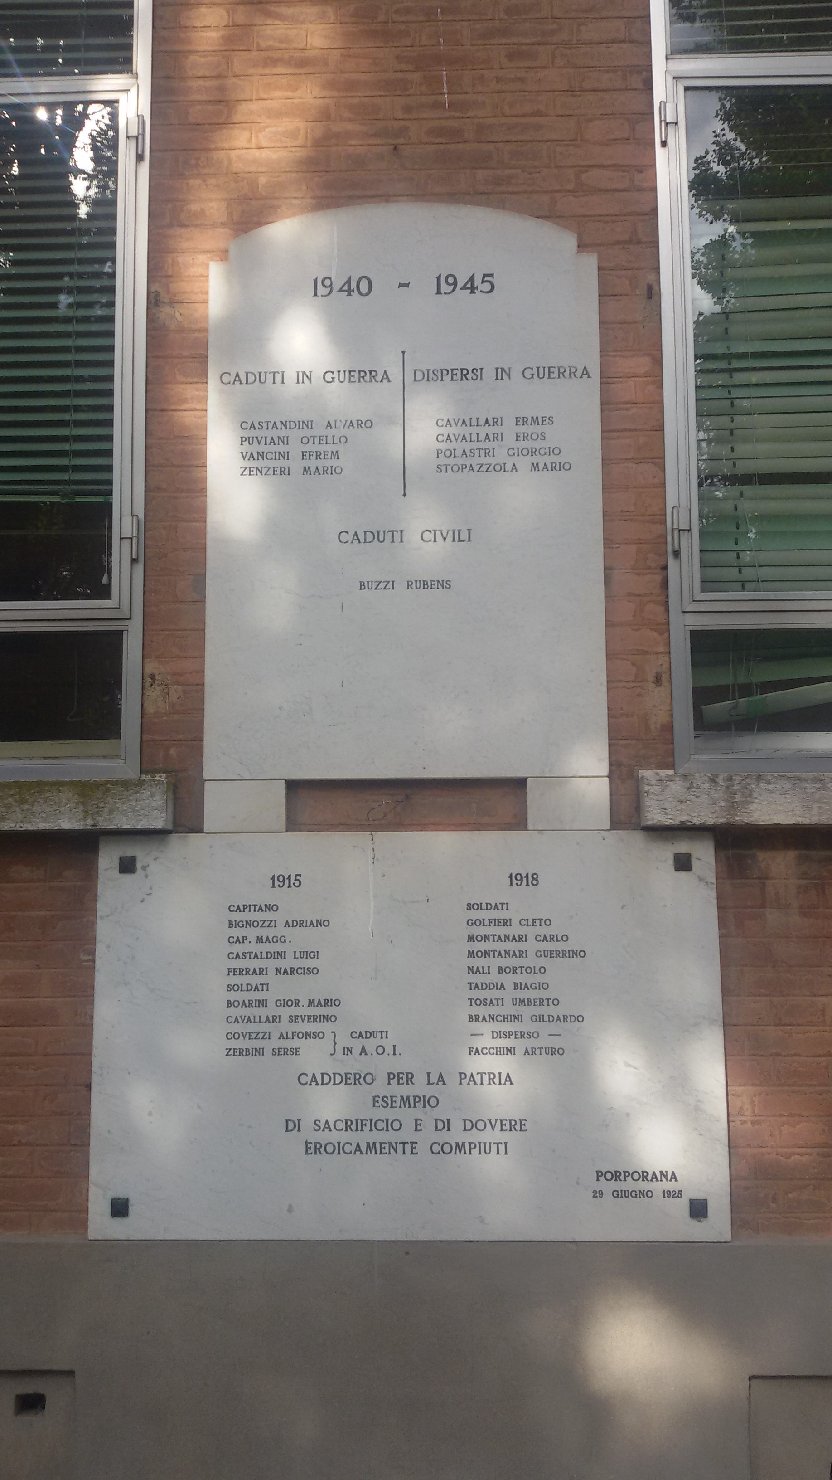 1940 - 1945
CADUTI IN GUERRA
CASTANDINI ALVARO
PUVIANI OTELLO
VANCINI EFREM
ZENZERI MARIO
DISPERSI IN GUERRA
CAVALLARI ERMES
CAVALLARI EROS
POLASTRI GIORGIO
STOPAZZOLA MARIO
CADUTI CIVILI
BUZZI RUBENS
1915
CAPITANO
BIGNOZZI ADRIANO
CAP. MAGG.
CASTALDINI LUIGI
FERRARI NARCISO
SOLDATI
BOARINI GIOR. MARIO
CAVALLARI SEVERINO
COVEZZI ALFONSO } CADUTI
ZERBINI SERSE } IN A.O.I.
1918
SOLDATI
GOLFIERI CLETO
MONTANARI CARLO
MONTANARI GUERRINO
NALI BORTOLO
TADDIA BIAGIO
TOSATI UMBERTO
BRANCHINI GILDARDO
— DISPERSO —
FACCHINI ARTURO
CADDERO PER LA PATRIA
ESEMPIO
DI SACRIFICIO E DI DOVERE
EROICAMENTE COMPIUTI
PORPORANA
29 GIUGNO 1925